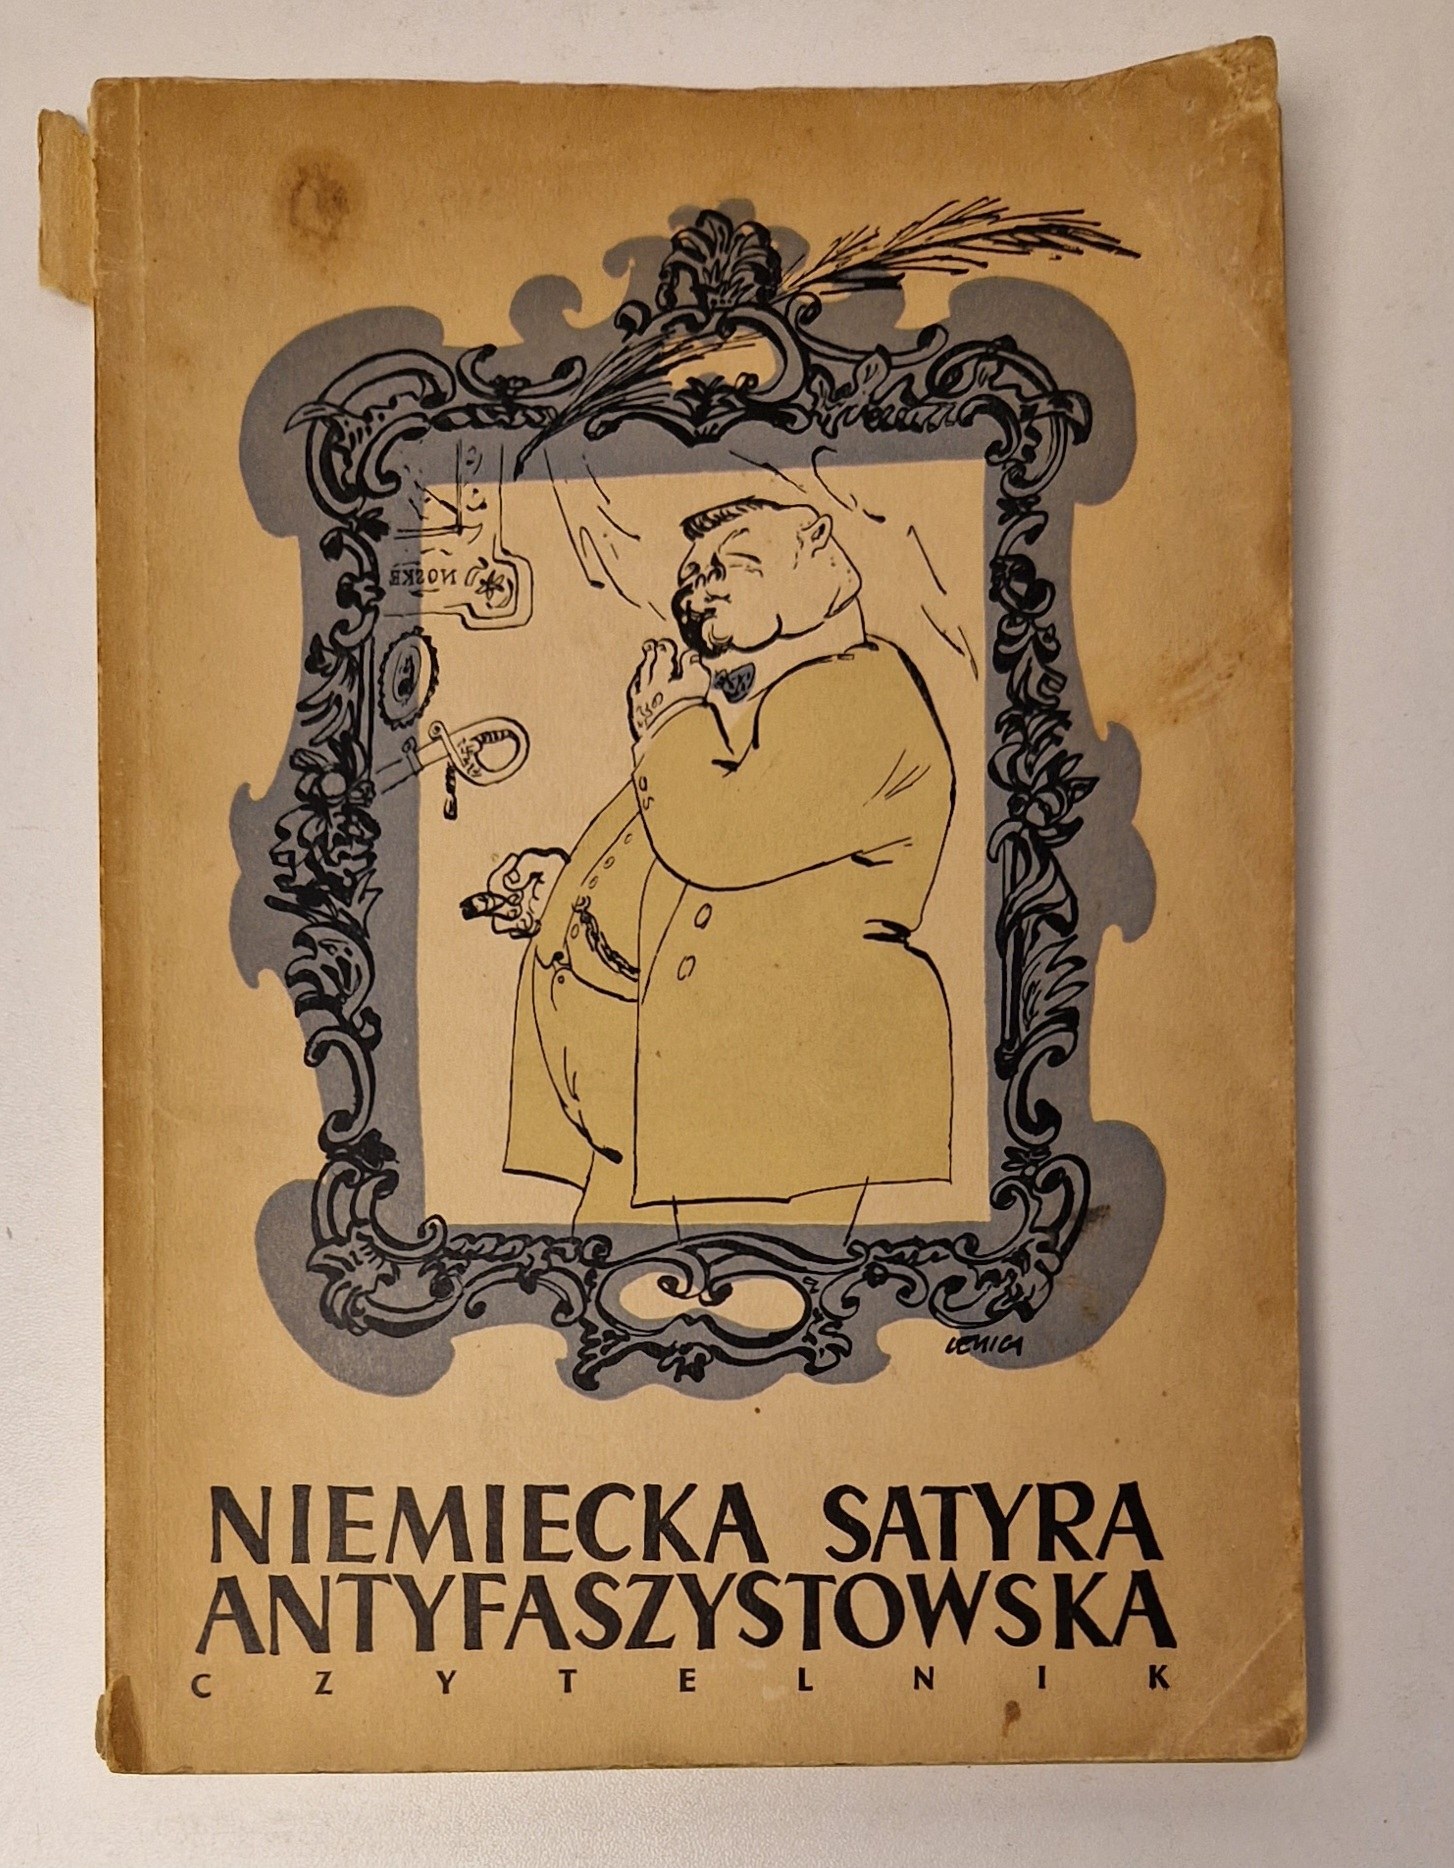 NOSKE
LENICA
NIEMIECKA SATYRA
ANTYFASZYSTOWSKA
CZYTELNIK